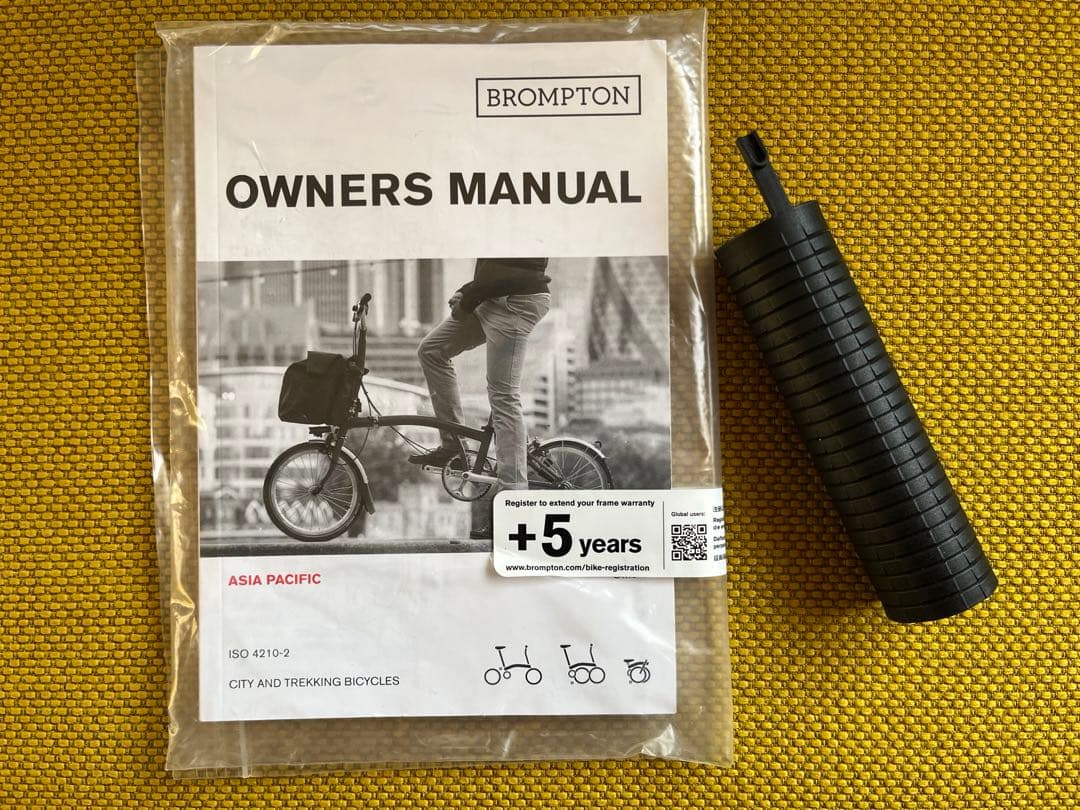 BROMPTON
OWNERS MANUAL
Register to extend your frame warranty
+5 years
www.brompton.com/bike-registration
Global users:
ASIA PACIFIC
ISO 4210-2
CITY AND TREKKING BICYCLES